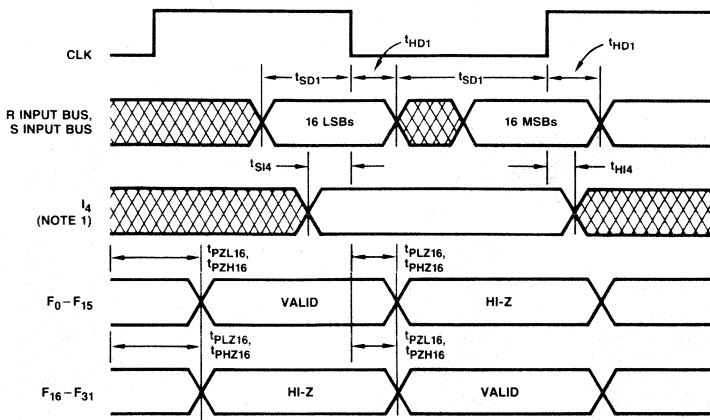 CLK
tHD1
tHD1
tSD1
tSD1
R INPUT BUS,
S INPUT BUS
16 LSBs
16 MSBs
tSI4
tHI4
I4
(NOTE 1)
tPZL16,
tPZH16
tPLZ16,
tPHZ16
F0–F15
VALID
HI-Z
tPLZ16,
tPHZ16
tPZL16,
tPZH16
F16–F31
HI-Z
VALID